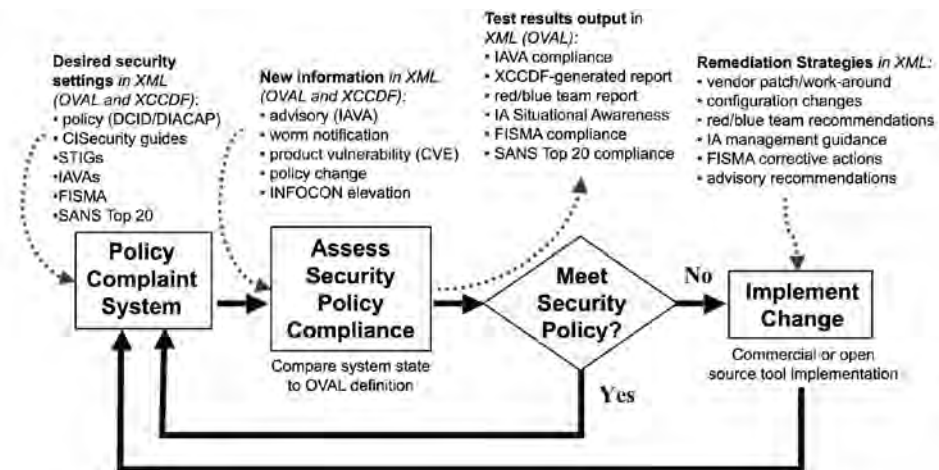 Desired security
settings in XML
(OVAL and XCCDF):
• policy (DCID/DIACAP)
• CISecurity guides
•STIGs
•IAVAs
•FISMA
•SANS Top 20
New information in XML
(OVAL and XCCDF):
• advisory (IAVA)
• worm notification
• product vulnerability (CVE)
• policy change
• INFOCON elevation
Test results output in
XML (OVAL):
• IAVA compliance
• XCCDF-generated report
• red/blue team report
• IA Situational Awareness
• FISMA compliance
• SANS Top 20 compliance
Remediation Strategies in XML:
• vendor patch/work-around
• configuration changes
• red/blue team recommendations
• IA management guidance
• FISMA corrective actions
• advisory recommendations
Policy
Complaint
System
Assess
Security
Policy
Compliance
Compare system state
to OVAL definition
Meet
Security
Policy?
No
Yes
Implement
Change
Commercial or open
source tool implementation